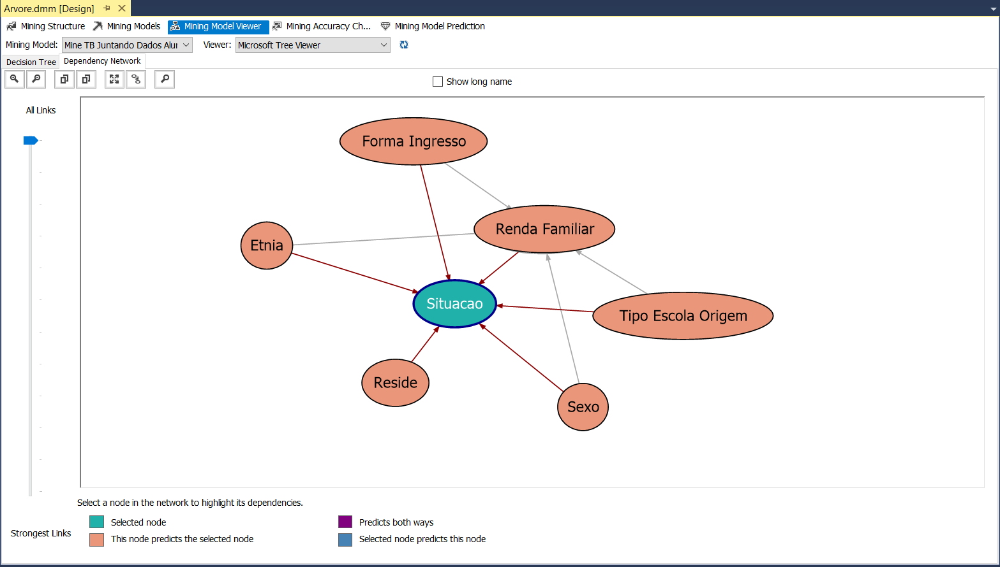 Arvore.dmm [Design]
Mining Structure Mining Models Mining Model Viewer Mining Accuracy Ch... Mining Model Prediction
Mining Model: Mine TB Juntando Dados Alur Viewer: Microsoft Tree Viewer
Decision Tree Dependency Network
Show long name
All Links
Forma Ingresso
Renda Familiar
Etnia
Situacao
Tipo Escola Origem
Reside
Sexo
Select a node in the network to highlight its dependencies.
Selected node Predicts both ways
Strongest Links
This node predicts the selected node Selected node predicts this node